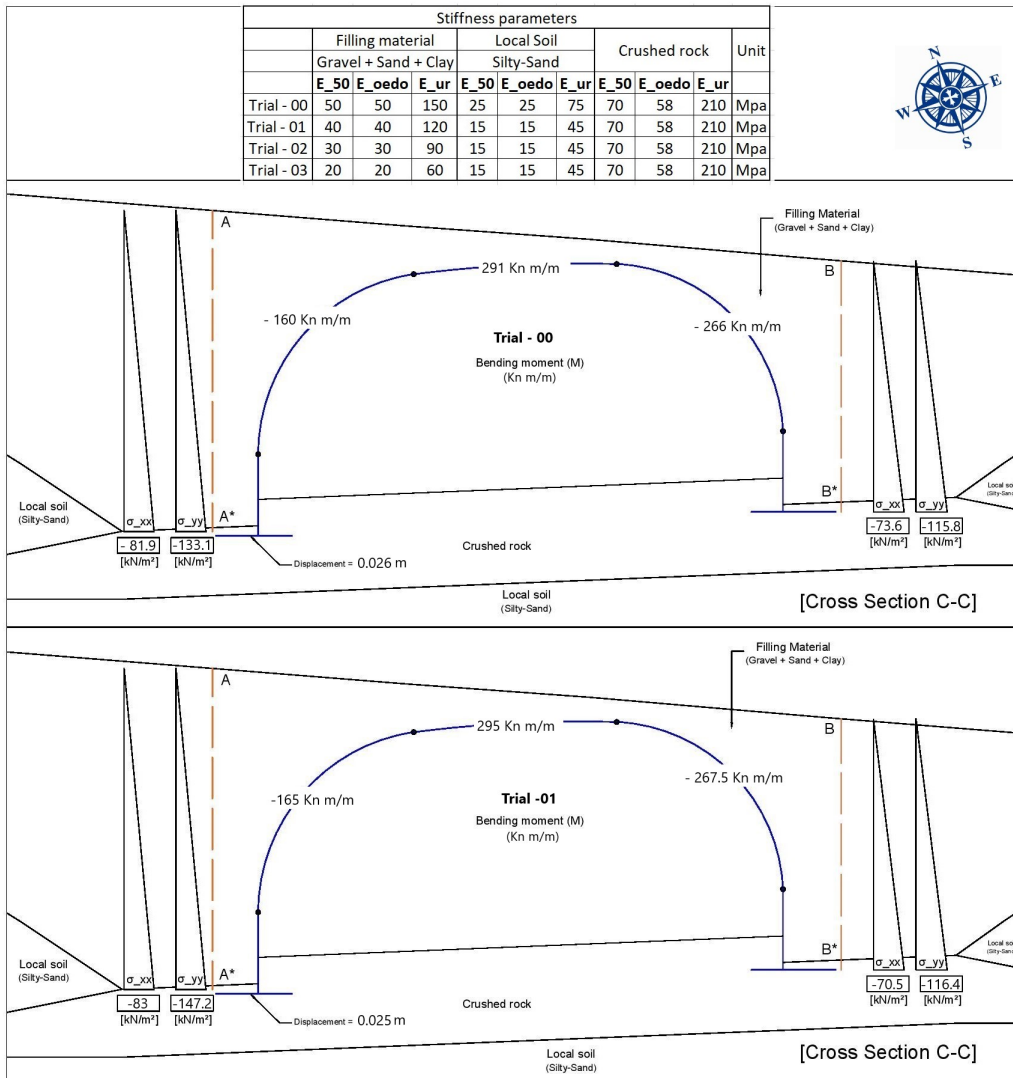 Stiffness parameters
Filling material Local Soil Crushed rock Unit
Gravel + Sand + Clay Silty-Sand
E_50 E_oedo E_ur E_50 E_oedo E_ur E_50 E_oedo E_ur
Trial - 00 50 50 150 25 25 75 70 58 210 Mpa
Trial - 01 40 40 120 15 15 45 70 58 210 Mpa
Trial - 02 30 30 90 15 15 45 70 58 210 Mpa
Trial - 03 20 20 60 15 15 45 70 58 210 Mpa
N
E
W
S
Filling Material
(Gravel + Sand + Clay)
A
B
291 Kn m/m
- 160 Kn m/m
- 266 Kn m/m
Trial - 00
Bending moment (M)
(Kn m/m)
Local soil
(Silty-Sand)
σ_xx
σ_yy
A*
B*
σ_xx
σ_yy
Local soil
(Silty-Sand)
- 81.9
-133.1
[kN/m²]
[kN/m²]
-73.6
-115.8
[kN/m²]
[kN/m²]
Crushed rock
Displacement = 0.026 m
Local soil
(Silty-Sand)
[Cross Section C-C]
Filling Material
(Gravel + Sand + Clay)
A
B
295 Kn m/m
-165 Kn m/m
- 267.5 Kn m/m
Trial -01
Bending moment (M)
(Kn m/m)
Local soil
(Silty-Sand)
σ_xx
σ_yy
A*
B*
σ_xx
σ_yy
Local soil
(Silty-Sand)
-83
-147.2
[kN/m²]
[kN/m²]
-70.5
-116.4
[kN/m²]
[kN/m²]
Crushed rock
Displacement = 0.025 m
Local soil
(Silty-Sand)
[Cross Section C-C]